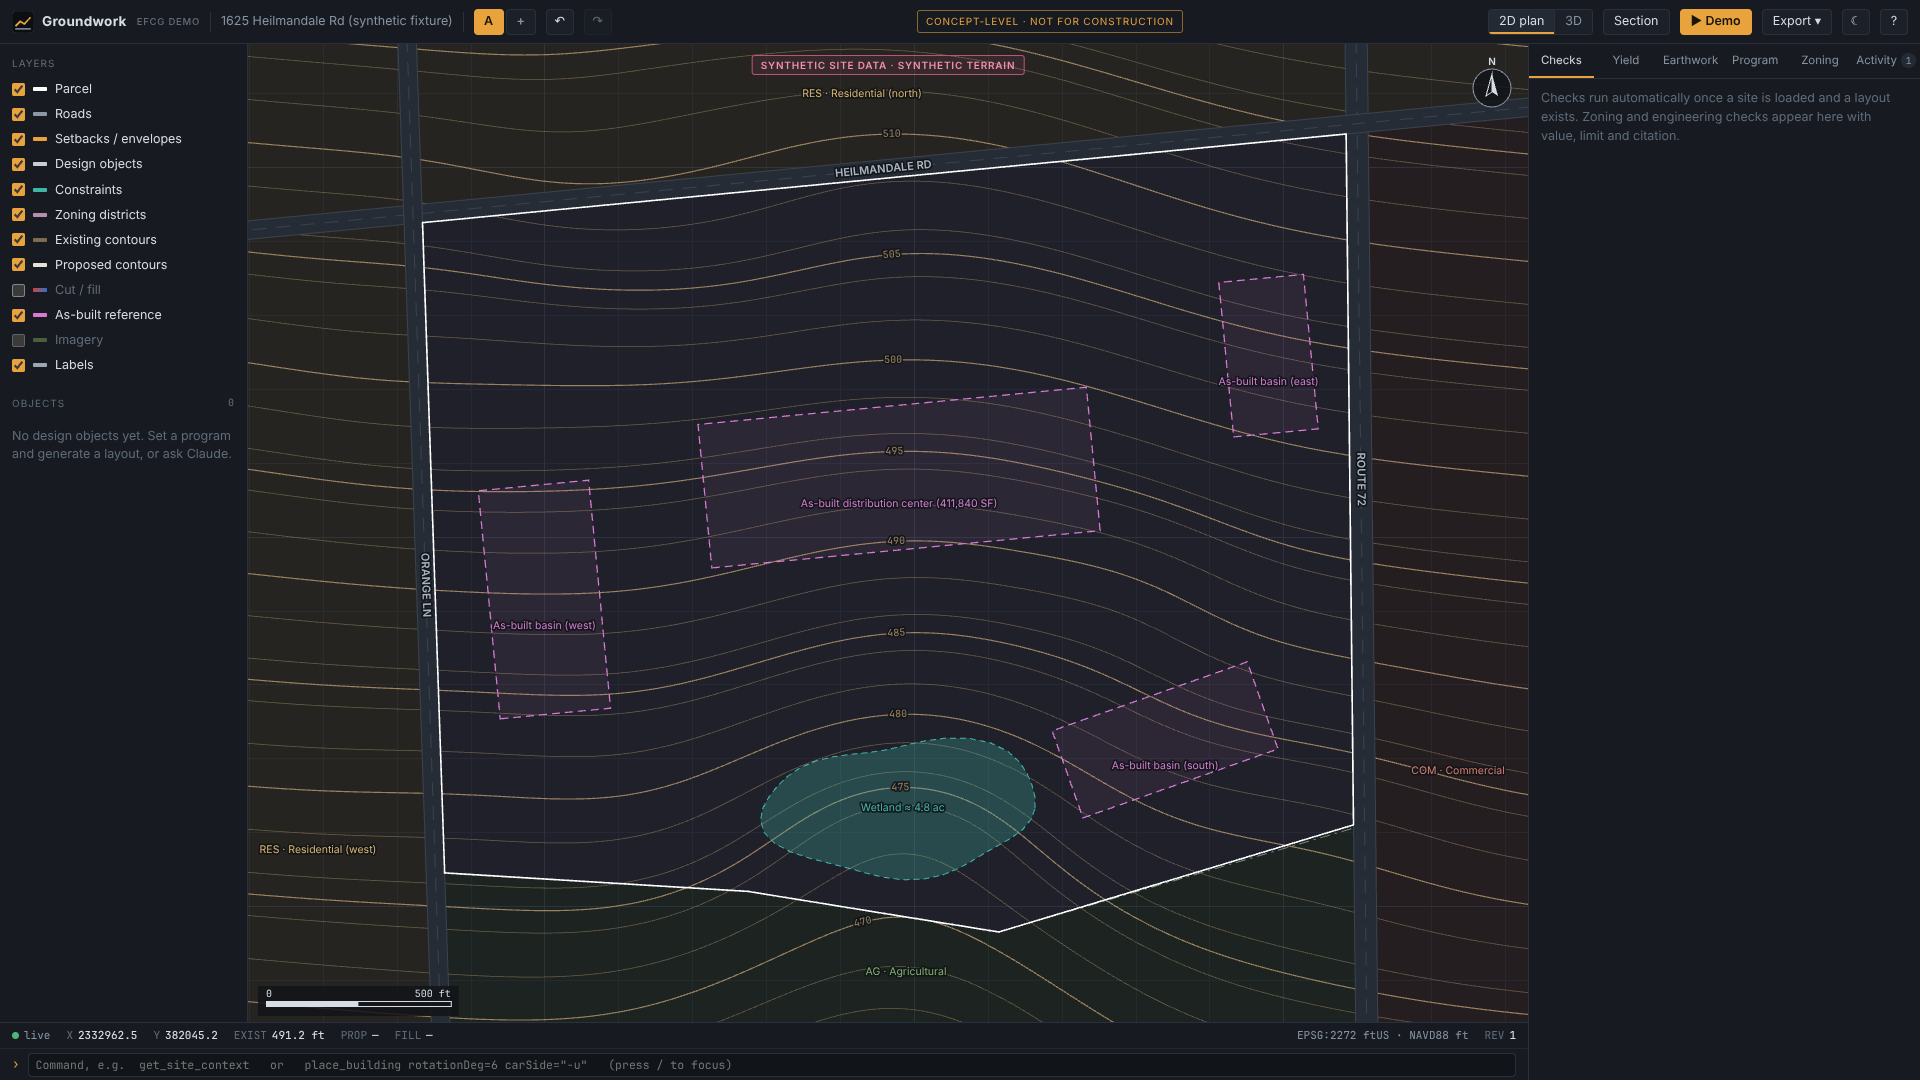 Groundwork EFCG DEMO 1625 Heilmandale Rd (synthetic fixture) A + ↶ ↷ CONCEPT-LEVEL · NOT FOR CONSTRUCTION 2D plan 3D Section ▶ Demo Export ▾ ☾ ?
LAYERS
Parcel
Roads
Setbacks / envelopes
Design objects
Constraints
Zoning districts
Existing contours
Proposed contours
Cut / fill
As-built reference
Imagery
Labels
OBJECTS 0
No design objects yet. Set a program
and generate a layout, or ask Claude.
SYNTHETIC SITE DATA · SYNTHETIC TERRAIN
N
RES · Residential (north)
510
HEILMANDALE RD
505
500
As-built basin (east)
495
ROUTE 72
As-built distribution center (411,840 SF)
490
ORANGE LN
As-built basin (west)
485
480
As-built basin (south)
COM · Commercial
475
Wetland ≈ 4.8 ac
RES · Residential (west)
470
AG · Agricultural
0 500 ft
Checks Yield Earthwork Program Zoning Activity 1
Checks run automatically once a site is loaded and a layout
exists. Zoning and engineering checks appear here with
value, limit and citation.
live X 2332962.5 Y 382045.2 EXIST 491.2 ft PROP — FILL — EPSG:2272 ftUS · NAVD88 ft REV 1
› Command, e.g. get_site_context or place_building rotationDeg=6 carSide="-u" (press / to focus)